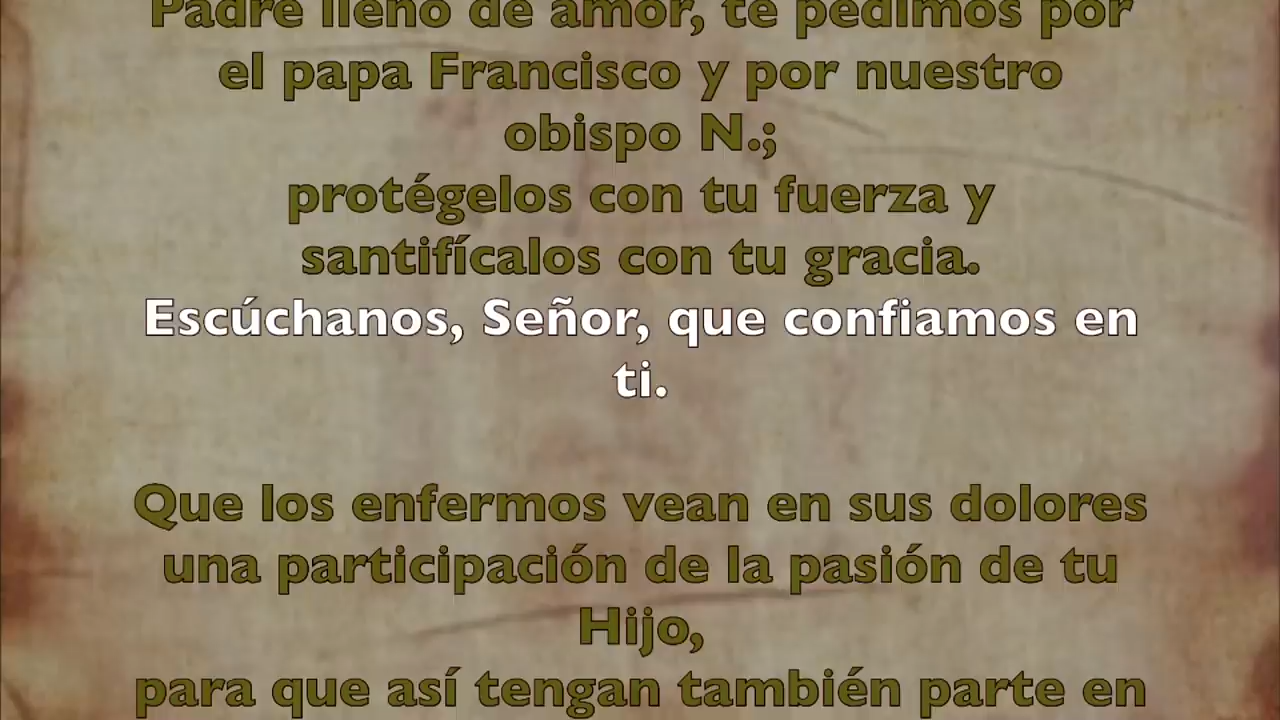 Padre lleno de amor, te pedimos por
el papa Francisco y por nuestro
obispo N.;
protégelos con tu fuerza y
santifícalos con tu gracia.
Escúchanos, Señor, que confiamos en
ti.
Que los enfermos vean en sus dolores
una participación de la pasión de tu
Hijo,
para que así tengan también parte en